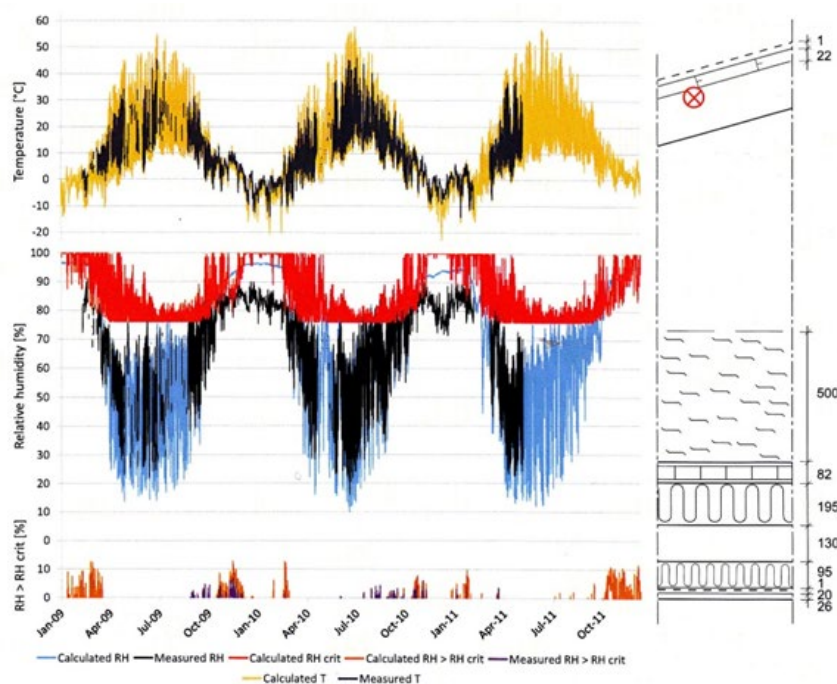 Temperature [°C]
60
50
40
30
20
10
0
-10
-20
Relative humidity [%]
100
90
80
70
60
50
40
30
20
10
0
RH > RH crit [%]
10
0
Jan-09
Apr-09
Jul-09
Oct-09
Jan-10
Apr-10
Jul-10
Oct-10
Jan-11
Apr-11
Jul-11
Oct-11
Calculated RH Measured RH Calculated RH crit Calculated RH > RH crit Measured RH > RH crit
Calculated T Measured T
1
22
500
82
195
130
95
1
20
26